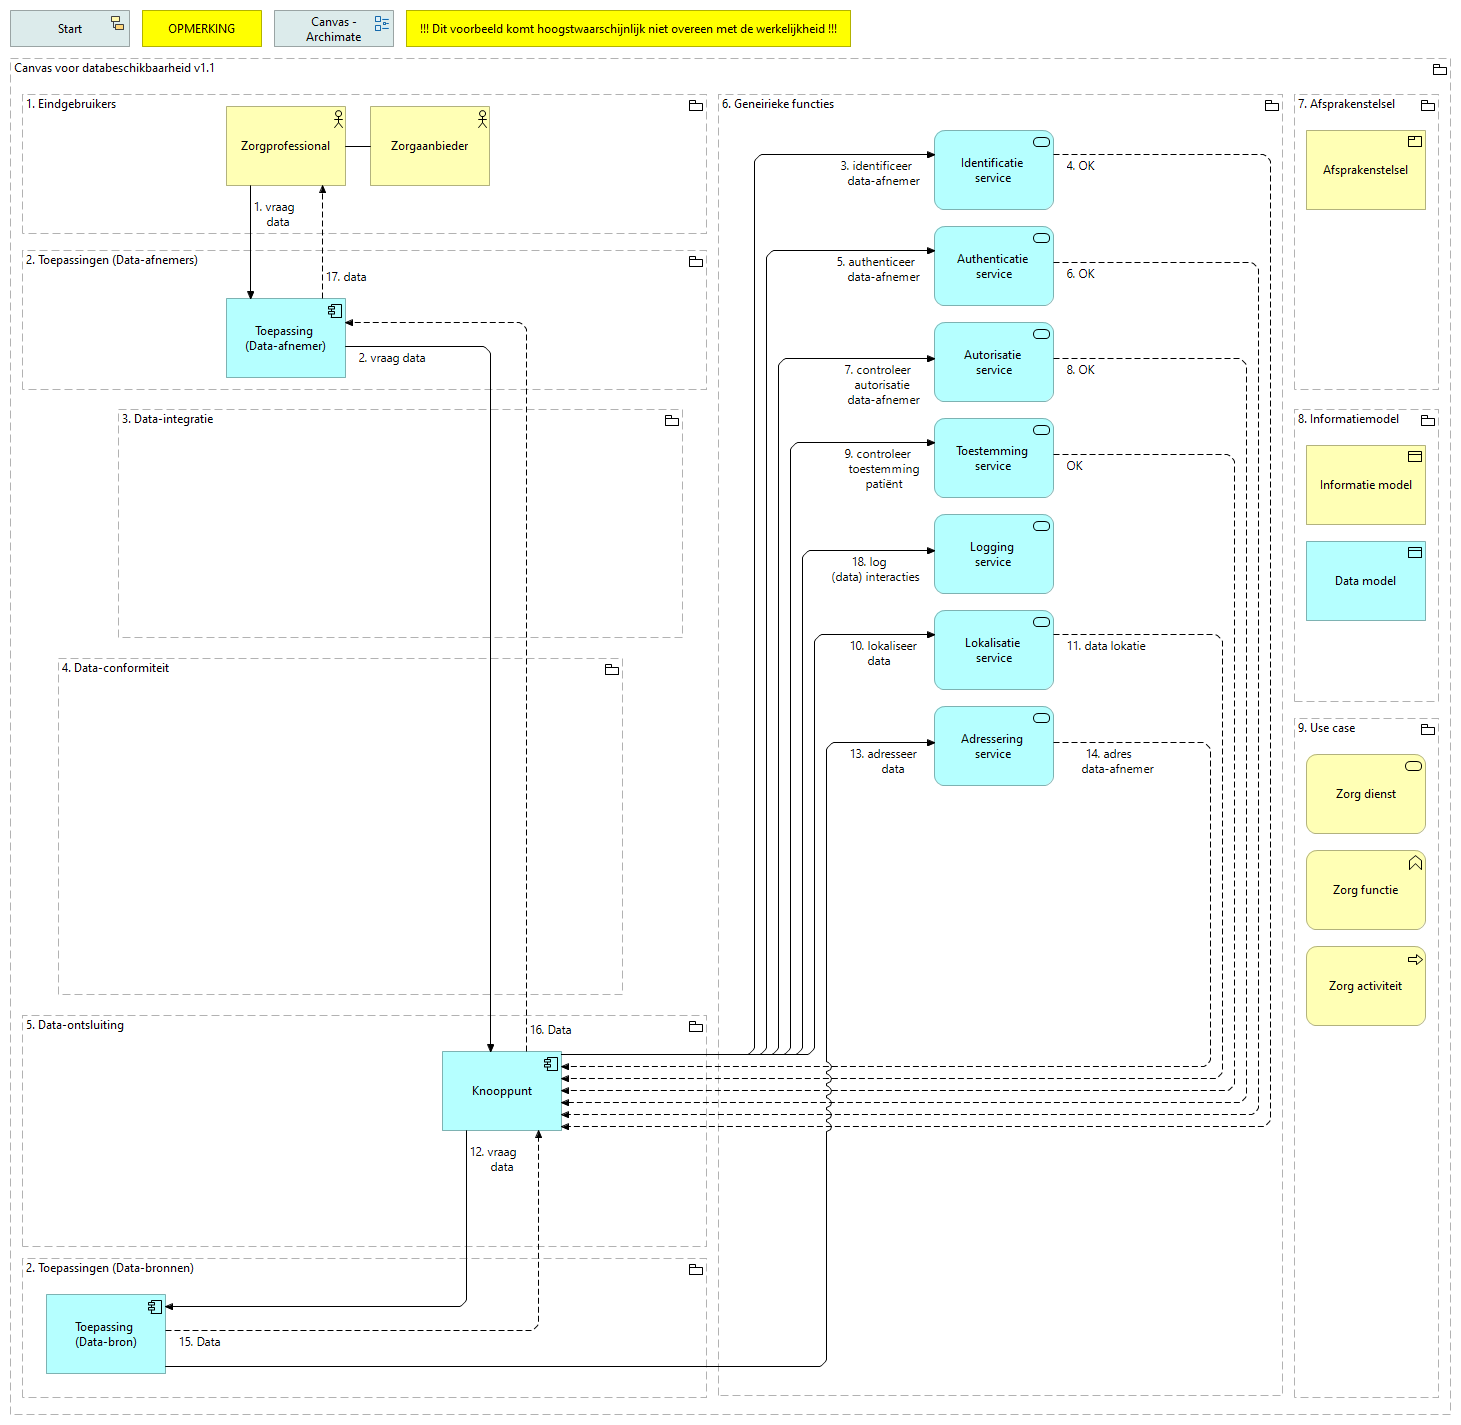 Start
OPMERKING
Canvas -
Archimate
!!! Dit voorbeeld komt hoogstwaarschijnlijk niet overeen met de werkelijkheid !!!
Canvas voor databeschikbaarheid v1.1
1. Eindgebruikers
Zorgprofessional
Zorgaanbieder
1. vraag
data
2. Toepassingen (Data-afnemers)
17. data
Toepassing
(Data-afnemer)
2. vraag data
3. Data-integratie
4. Data-conformiteit
5. Data-ontsluiting
16. Data
Knooppunt
12. vraag
data
2. Toepassingen (Data-bronnen)
Toepassing
(Data-bron)
15. Data
6. Geneirieke functies
3. identificeer
data-afnemer
Identificatie
service
4. OK
5. authenticeer
data-afnemer
Authenticatie
service
6. OK
7. controleer
autorisatie
data-afnemer
Autorisatie
service
8. OK
9. controleer
toestemming
patiënt
Toestemming
service
OK
18. log
(data) interacties
Logging
service
10. lokaliseer
data
Lokalisatie
service
11. data lokatie
13. adresseer
data
Adressering
service
14. adres
data-afnemer
7. Afsprakenstelsel
Afsprakenstelsel
8. Informatiemodel
Informatie model
Data model
9. Use case
Zorg dienst
Zorg functie
Zorg activiteit